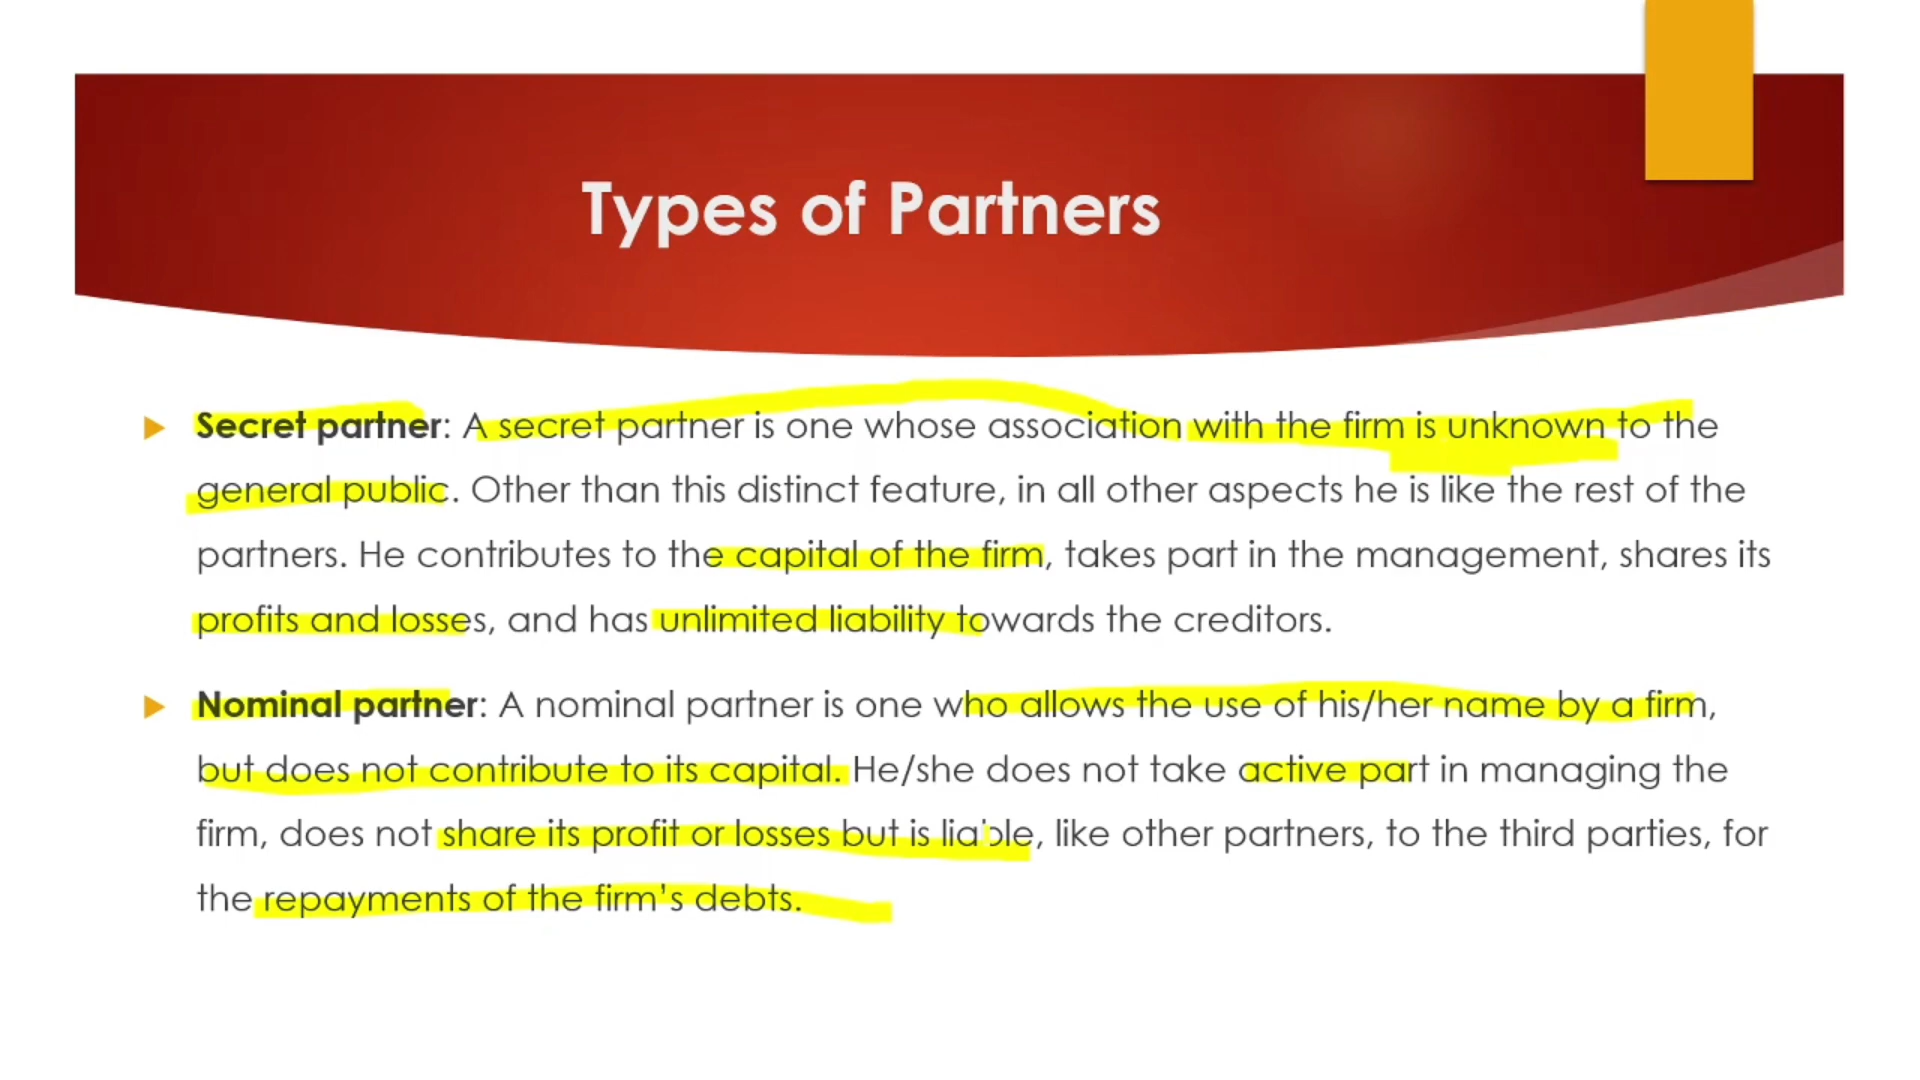 Types of Partners
Secret partner: A secret partner is one whose association with the firm is unknown to the
general public. Other than this distinct feature, in all other aspects he is like the rest of the
partners. He contributes to the capital of the firm, takes part in the management, shares its
profits and losses, and has unlimited liability towards the creditors.
Nominal partner: A nominal partner is one who allows the use of his/her name by a firm,
but does not contribute to its capital. He/she does not take active part in managing the
firm, does not share its profit or losses but is liable, like other partners, to the third parties, for
the repayments of the firm’s debts.